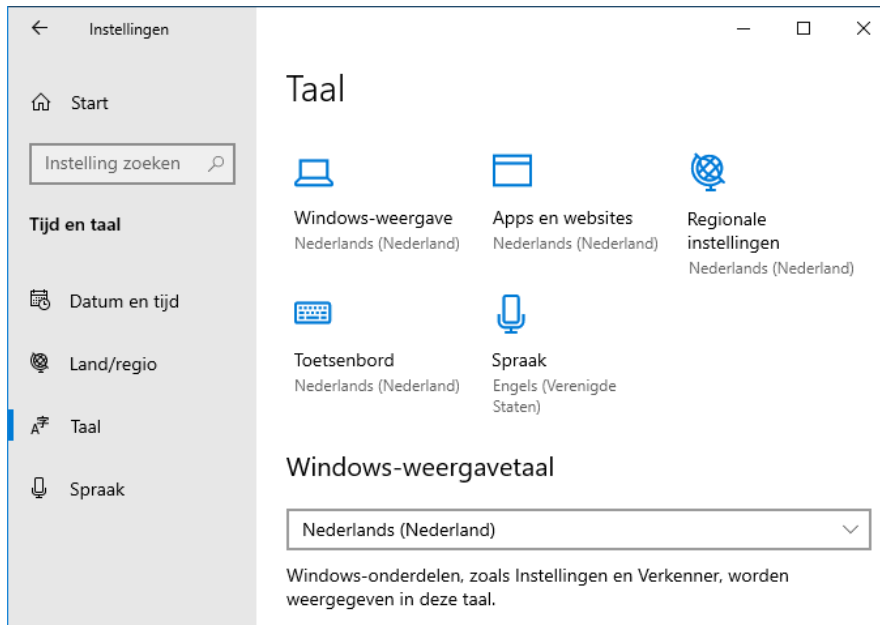 Instellingen
Start
Instelling zoeken
Tijd en taal
Datum en tijd
Land/regio
Taal
Spraak
Taal
Windows-weergave
Nederlands (Nederland)
Apps en websites
Nederlands (Nederland)
Regionale
instellingen
Nederlands (Nederland)
Toetsenbord
Nederlands (Nederland)
Spraak
Engels (Verenigde
Staten)
Windows-weergavetaal
Nederlands (Nederland)
Windows-onderdelen, zoals Instellingen en Verkenner, worden
weergegeven in deze taal.